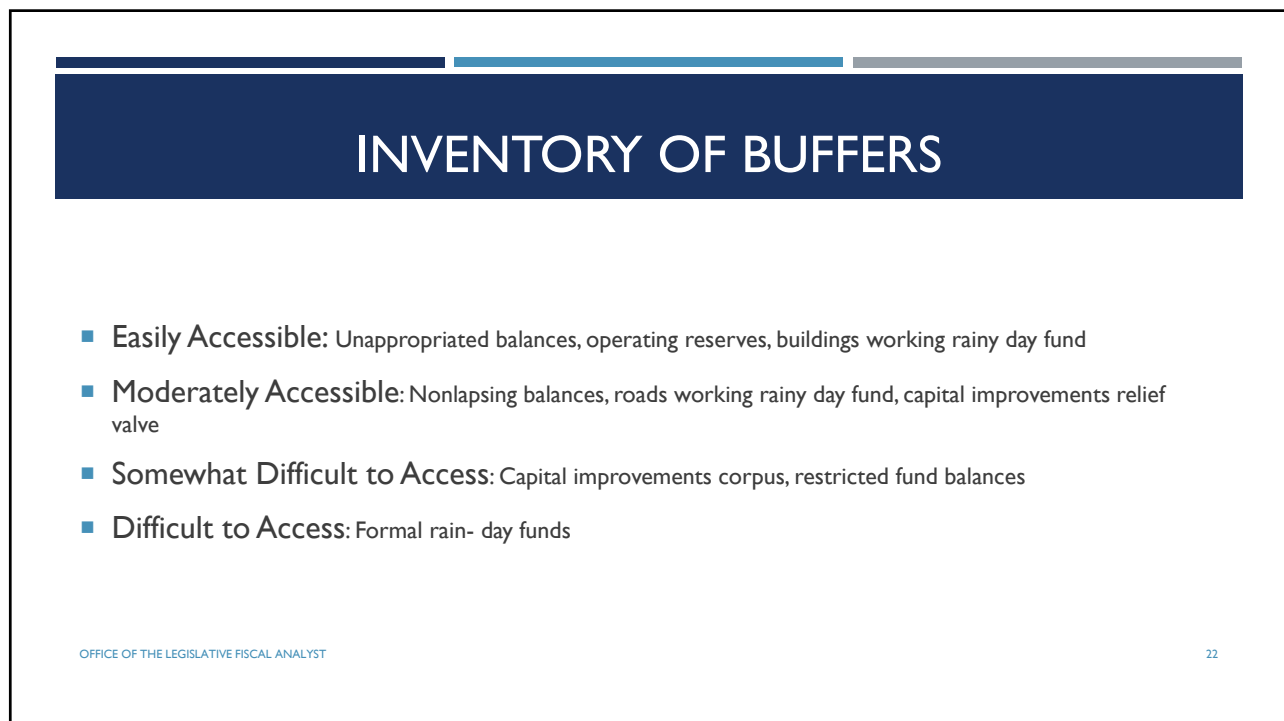 INVENTORY OF BUFFERS
Easily Accessible: Unappropriated balances, operating reserves, buildings working rainy day fund
Moderately Accessible: Nonlapsing balances, roads working rainy day fund, capital improvements relief
valve
Somewhat Difficult to Access: Capital improvements corpus, restricted fund balances
Difficult to Access: Formal rain- day funds
OFFICE OF THE LEGISLATIVE FISCAL ANALYST
22